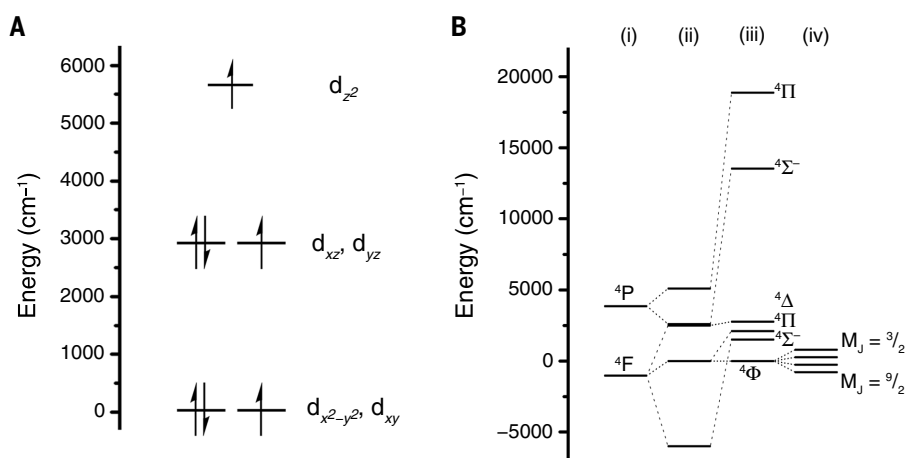 A
Energy (cm⁻¹)
6000
5000
4000
3000
2000
1000
0
d_z²
d_xz, d_yz
d_x²−y², d_xy
B
(i) (ii) (iii) (iv)
Energy (cm⁻¹)
20000
15000
10000
5000
0
−5000
⁴P
⁴F
⁴Π
⁴Σ⁻
⁴Δ
⁴Π
⁴Σ⁻
⁴Φ
M_J = ³/₂
M_J = ⁹/₂